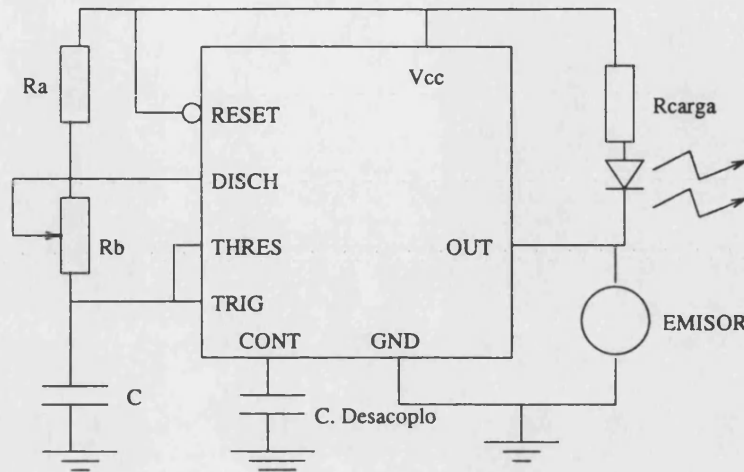 Ra
Vcc
Rcarga
RESET
DISCH
Rb
THRES
OUT
TRIG
EMISOR
CONT
GND
C
C. Desacoplo